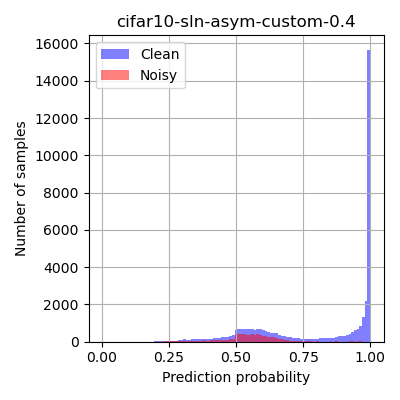 cifar10-sln-asym-custom-0.4
Clean
Noisy
Number of samples
16000
14000
12000
10000
8000
6000
4000
2000
0
0.00 0.25 0.50 0.75 1.00
Prediction probability